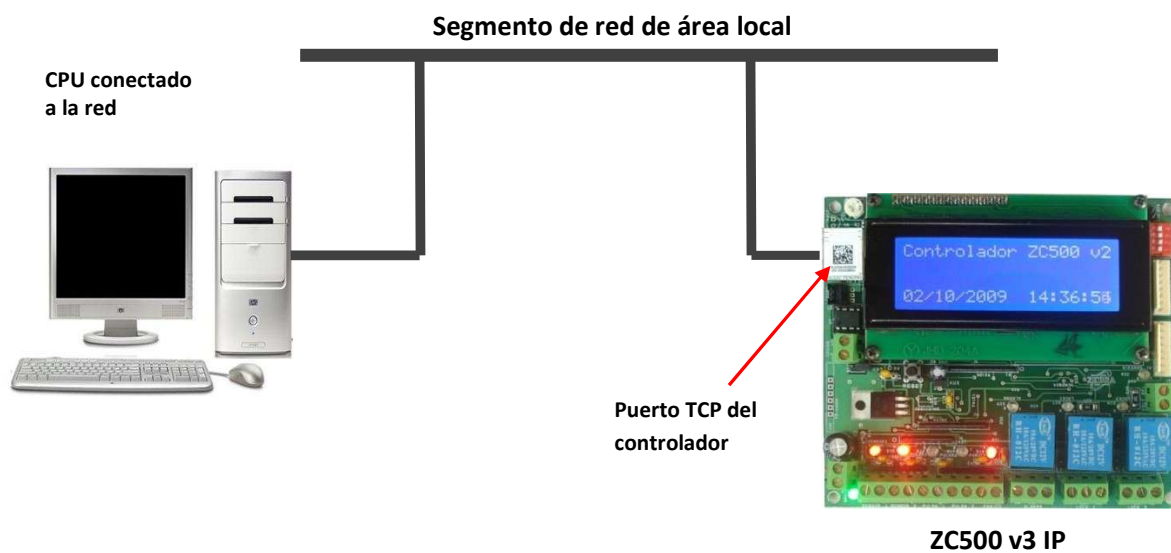 Segmento de red de área local
CPU conectado
a la red
Controlador ZC500 v2
02/10/2009 14:36:54
Puerto TCP del
controlador
ZC500 v3 IP